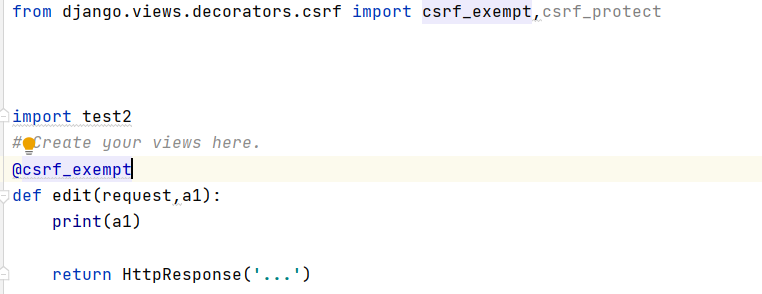 from django.views.decorators.csrf import csrf_exempt,csrf_protect
import test2
# Create your views here.
@csrf_exempt
def edit(request,a1):
print(a1)
return HttpResponse('...')